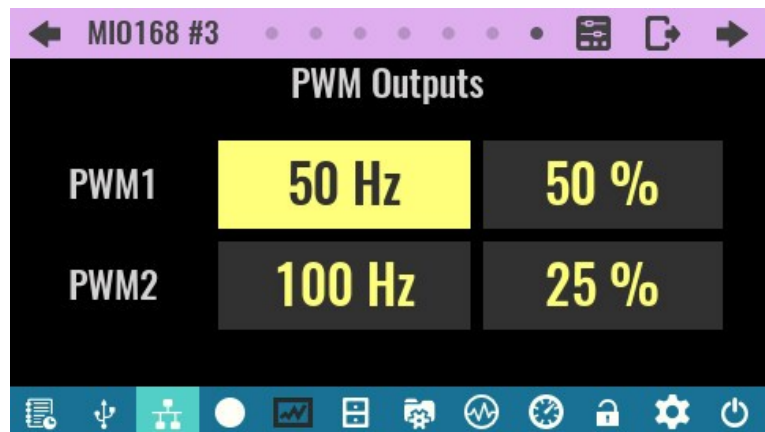 MIO168 #3
PWM Outputs
PWM1 50 Hz 50 %
PWM2 100 Hz 25 %